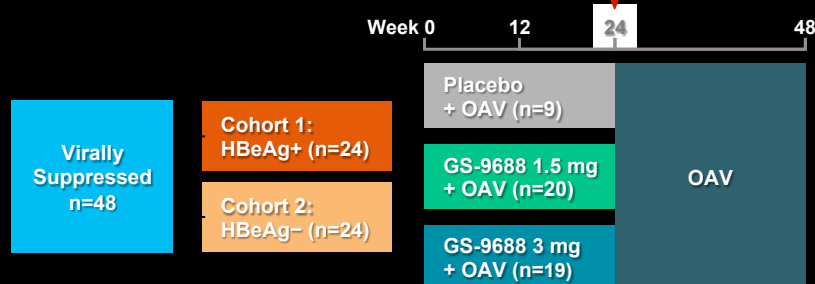 Week 0 12 24 48
Virally
Suppressed
n=48
Cohort 1:
HBeAg+ (n=24)
Cohort 2:
HBeAg− (n=24)
Placebo
+ OAV (n=9)
GS-9688 1.5 mg
+ OAV (n=20)
GS-9688 3 mg
+ OAV (n=19)
OAV